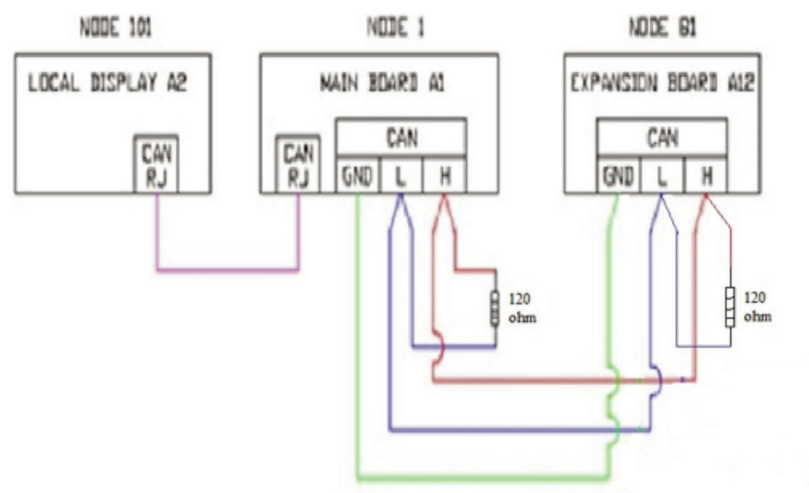 NODE 101
LOCAL DISPLAY A2
CAN
RJ
NODE 1
MAIN BOARD A1
CAN
RJ
CAN
GND L H
120
ohm
NODE 61
EXPANSION BOARD A12
CAN
GND L H
120
ohm